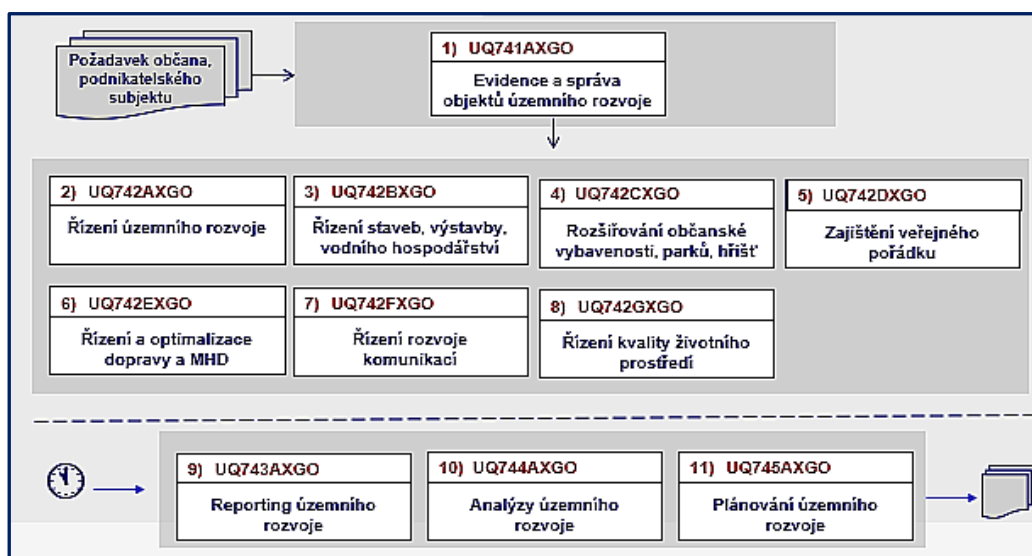 Požadavek občana,
podnikatelského
subjektu
1) UQ741AXGO
Evidence a správa
objektů územního rozvoje
2) UQ742AXGO
Řízení územního rozvoje
3) UQ742BXGO
Řízení staveb, výstavby,
vodního hospodářství
4) UQ742CXGO
Rozšiřování občanské
vybavenosti, parků, hřišť
5) UQ742DXGO
Zajištění veřejného
pořádku
6) UQ742EXGO
Řízení a optimalizace
dopravy a MHD
7) UQ742FXGO
Řízení rozvoje
komunikací
8) UQ742GXGO
Řízení kvality životního
prostředí
9) UQ743AXGO
Reporting územního
rozvoje
10) UQ744AXGO
Analýzy územního
rozvoje
11) UQ745AXGO
Plánování územního
rozvoje